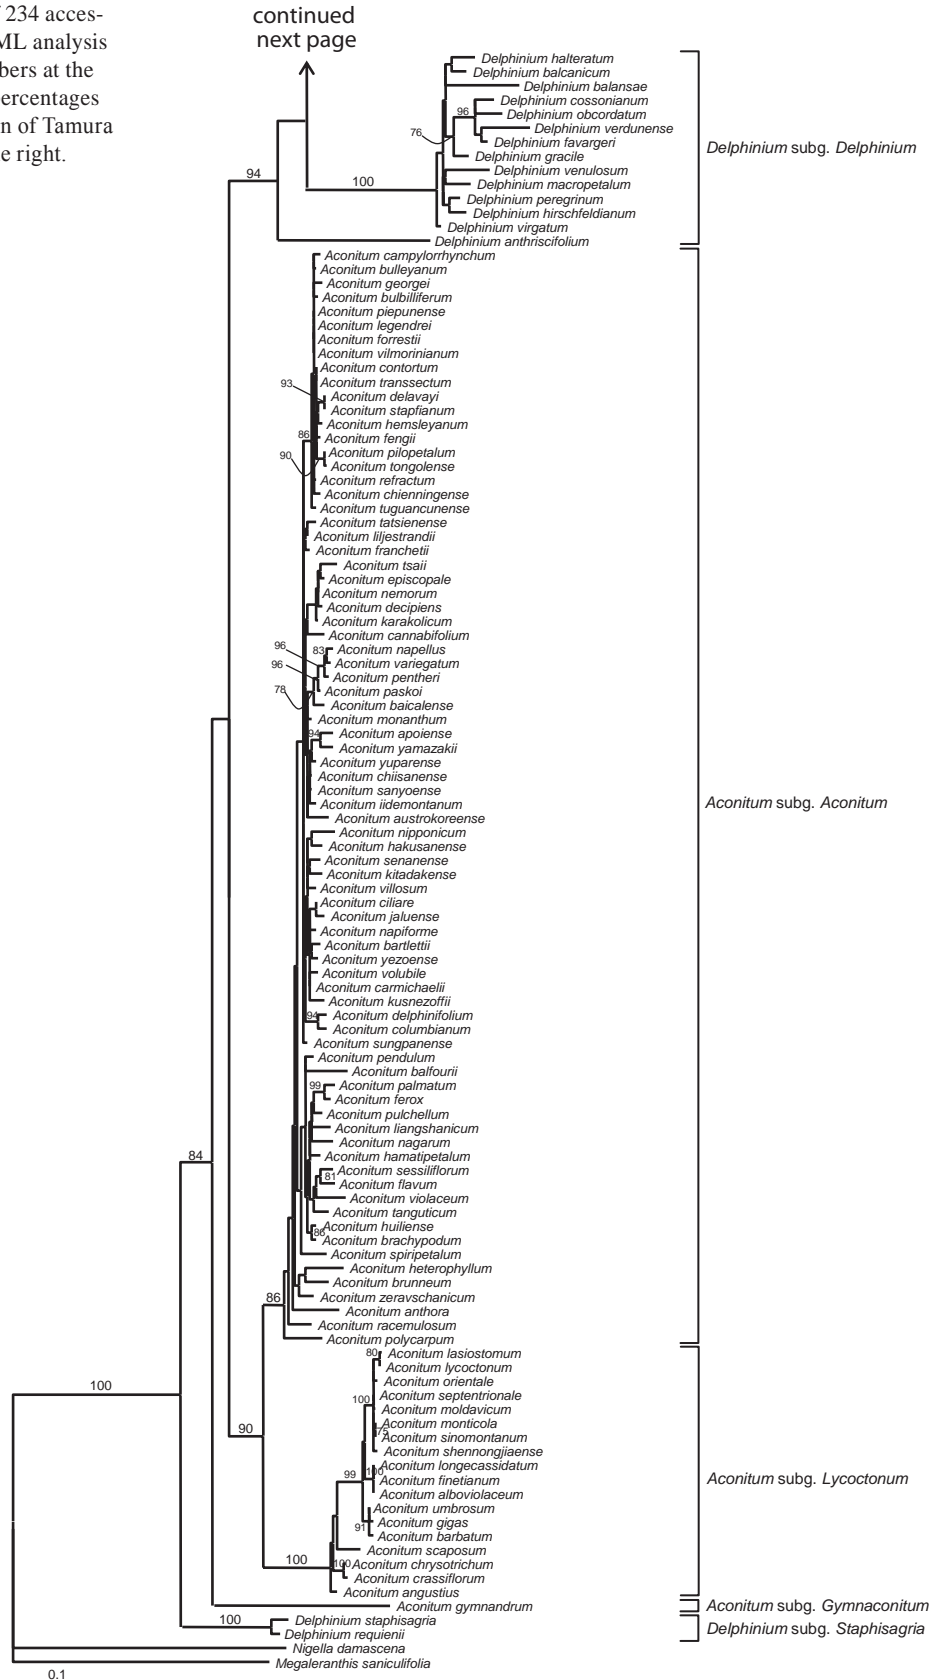 f 234 acces-
ML analysis
bers at the
percentages
n of Tamura
e right.
continued
next page
Delphinium halteratum
Delphinium balcanicum
Delphinium balansae
Delphinium cossonianum
96
Delphinium obcordatum
Delphinium verdunense
76
Delphinium favargeri
Delphinium subg. Delphinium
Delphinium gracile
Delphinium venulosum
94
100
Delphinium macropetalum
Delphinium peregrinum
Delphinium hirschfeldianum
Delphinium virgatum
Delphinium anthriscifolium
Aconitum campylorrhynchum
Aconitum bulleyanum
Aconitum georgei
Aconitum bulbilliferum
Aconitum piepunense
Aconitum legendrei
Aconitum forrestii
Aconitum vilmorinianum
Aconitum contortum
93
Aconitum transsectum
Aconitum delavayi
Aconitum stapfianum
Aconitum hemsleyanum
86
Aconitum fengii
90
Aconitum pilopetalum
Aconitum tongolense
Aconitum refractum
Aconitum chienningense
Aconitum tuguancunense
Aconitum tatsienense
Aconitum liljestrandii
Aconitum franchetii
Aconitum tsaii
Aconitum episcopale
Aconitum nemorum
Aconitum decipiens
Aconitum karakolicum
Aconitum cannabifolium
96
83
Aconitum napellus
96
Aconitum variegatum
Aconitum pentheri
78
Aconitum paskoi
Aconitum baicalense
Aconitum monanthum
94
Aconitum apoiense
Aconitum yamazakii
Aconitum yuparense
Aconitum chiisanense
Aconitum sanyoense
Aconitum iidemontanum
Aconitum subg. Aconitum
Aconitum austrokoreense
Aconitum nipponicum
Aconitum hakusanense
Aconitum senanense
Aconitum kitadakense
Aconitum villosum
Aconitum ciliare
Aconitum jaluense
Aconitum napiforme
Aconitum bartlettii
Aconitum yezoense
Aconitum volubile
Aconitum carmichaelii
Aconitum kusnezoffii
94
Aconitum delphinifolium
Aconitum columbianum
Aconitum sungpanense
Aconitum pendulum
Aconitum balfourii
99
Aconitum palmatum
Aconitum ferox
Aconitum pulchellum
Aconitum liangshanicum
Aconitum nagarum
84
Aconitum hamatipetalum
Aconitum sessiliflorum
81
Aconitum flavum
Aconitum violaceum
Aconitum tanguticum
Aconitum huiliense
86
Aconitum brachypodum
Aconitum spiripetalum
Aconitum heterophyllum
Aconitum brunneum
86
Aconitum zeravschanicum
Aconitum anthora
Aconitum racemulosum
Aconitum polycarpum
80
Aconitum lasiostomum
Aconitum lycoctonum
Aconitum orientale
100
100
Aconitum septentrionale
Aconitum moldavicum
Aconitum monticola
90
75
Aconitum sinomontanum
Aconitum shennongjiaense
Aconitum longecassidatum
99
100
Aconitum finetianum
Aconitum subg. Lycoctonum
Aconitum alboviolaceum
Aconitum umbrosum
91
Aconitum gigas
Aconitum barbatum
Aconitum scaposum
100
100
Aconitum chrysotrichum
Aconitum crassiflorum
Aconitum angustius
Aconitum gymnandrum
Aconitum subg. Gymnaconitum
100
Delphinium staphisagria
Delphinium subg. Staphisagria
Delphinium requienii
Nigella damascena
Megaleranthis saniculifolia
0.1